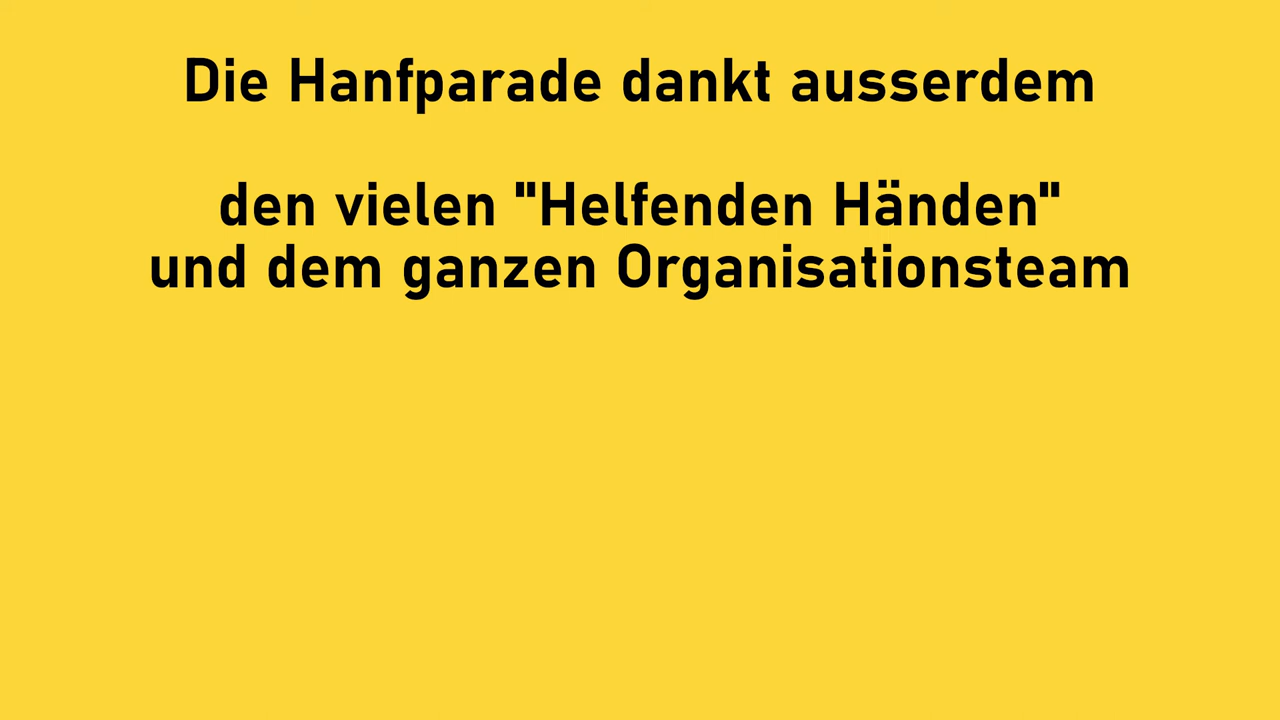 Die Hanfparade dankt ausserdem
den vielen "Helfenden Händen"
und dem ganzen Organisationsteam